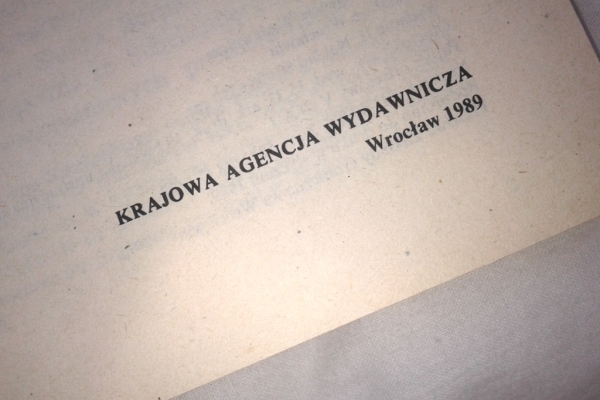 KRAJOWA AGENCJA WYDAWNICZA
Wrocław 1989